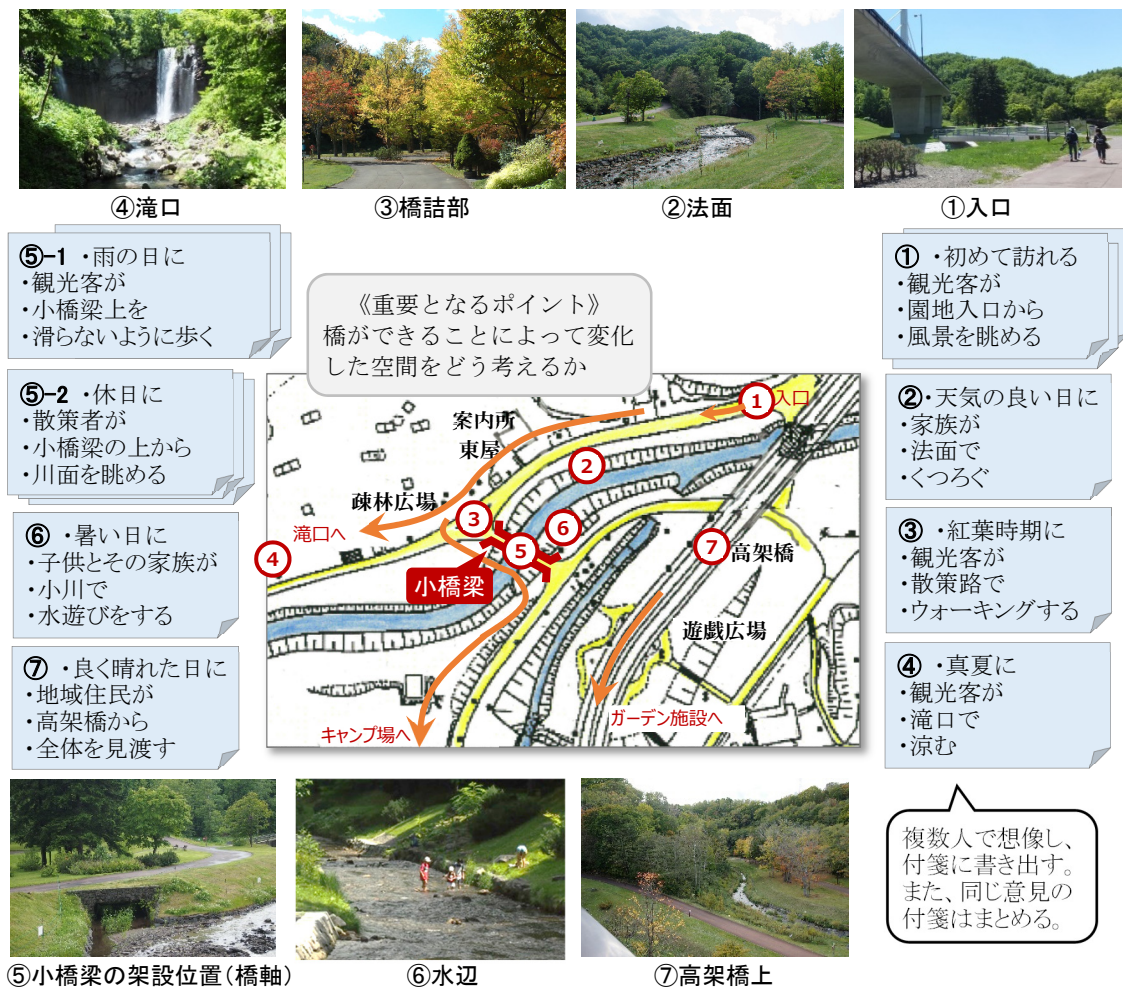 ④滝口
③橋詰部
②法面
①入口
⑤-1 ・雨の日に
・観光客が
・小橋梁上を
・滑らないように歩く
《重要となるポイント》
橋ができることによって変化
した空間をどう考えるか
① ・初めて訪れる
・観光客が
・園地入口から
・風景を眺める
⑤-2 ・休日に
・散策者が
・小橋梁の上から
・川面を眺める
②・天気の良い日に
・家族が
・法面で
・くつろぐ
⑥ ・暑い日に
・子供とその家族が
・小川で
・水遊びをする
③ ・紅葉時期に
・観光客が
・散策路で
・ウォーキングする
⑦ ・良く晴れた日に
・地域住民が
・高架橋から
・全体を見渡す
④ ・真夏に
・観光客が
・滝口で
・涼む
1
入口
案内所
東屋
2
疎林広場
3
6
滝口へ
5
7
高架橋
4
小橋梁
遊戯広場
ガーデン施設へ
キャンプ場へ
複数人で想像し、
付箋に書き出す。
また、同じ意見の
付箋はまとめる。
⑤小橋梁の架設位置(橋軸)
⑥水辺
⑦高架橋上